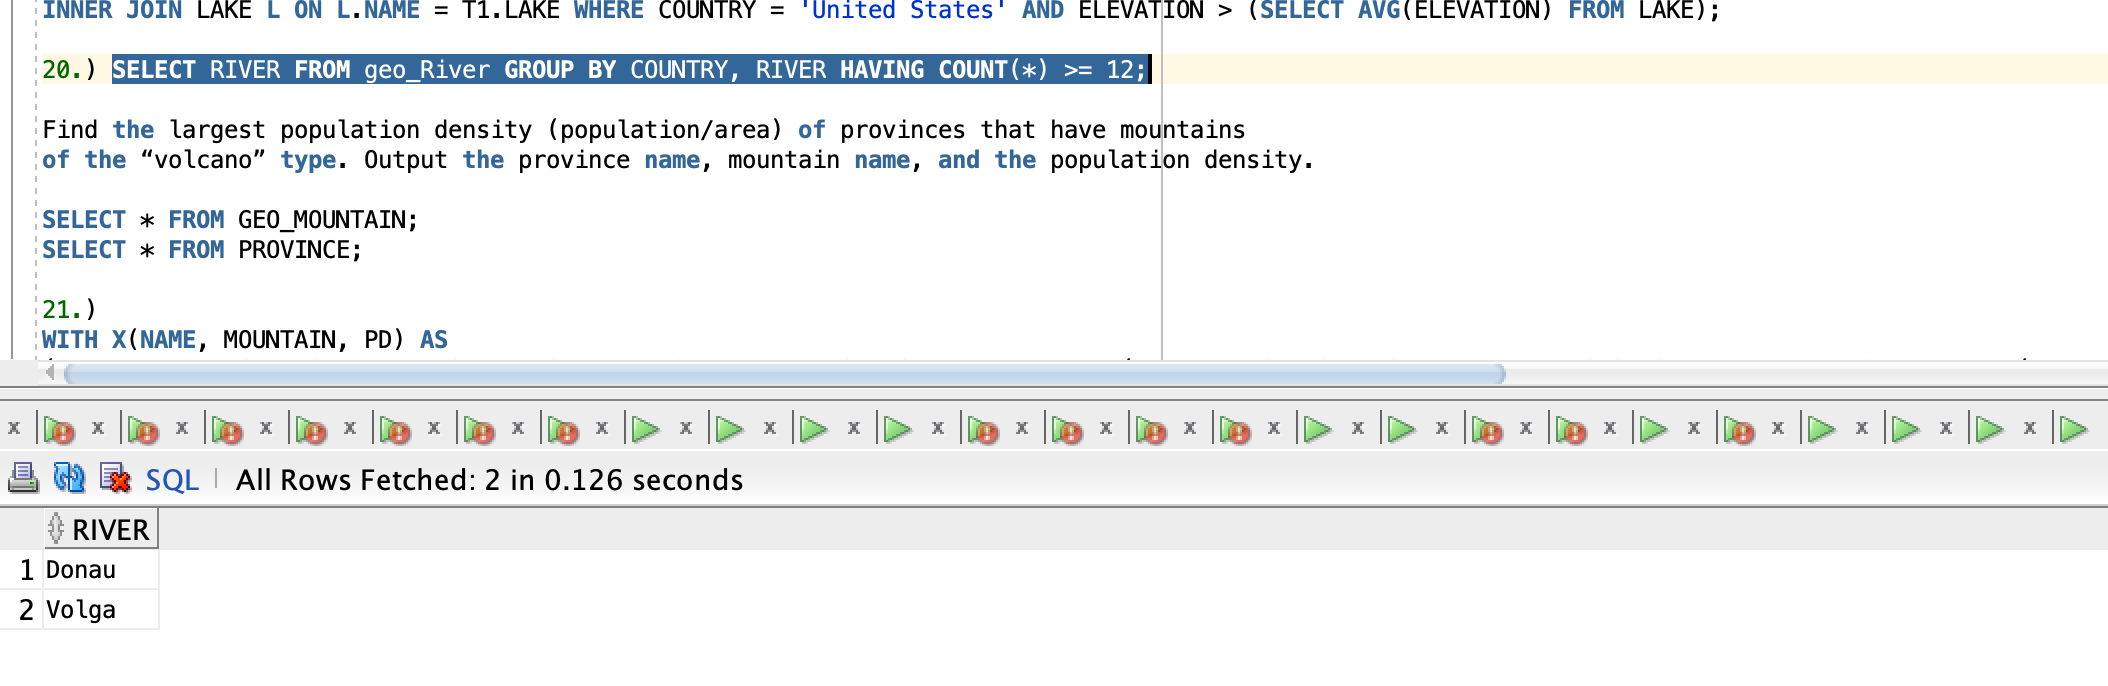 INNER JOIN LAKE L ON L.NAME = T1.LAKE WHERE COUNTRY = 'United States' AND ELEVATION > (SELECT AVG(ELEVATION) FROM LAKE);
20.) SELECT RIVER FROM geo_River GROUP BY COUNTRY, RIVER HAVING COUNT(*) >= 12;
Find the largest population density (population/area) of provinces that have mountains
of the “volcano” type. Output the province name, mountain name, and the population density.
SELECT * FROM GEO_MOUNTAIN;
SELECT * FROM PROVINCE;
21.)
WITH X(NAME, MOUNTAIN, PD) AS
SQL All Rows Fetched: 2 in 0.126 seconds
RIVER
1 Donau
2 Volga